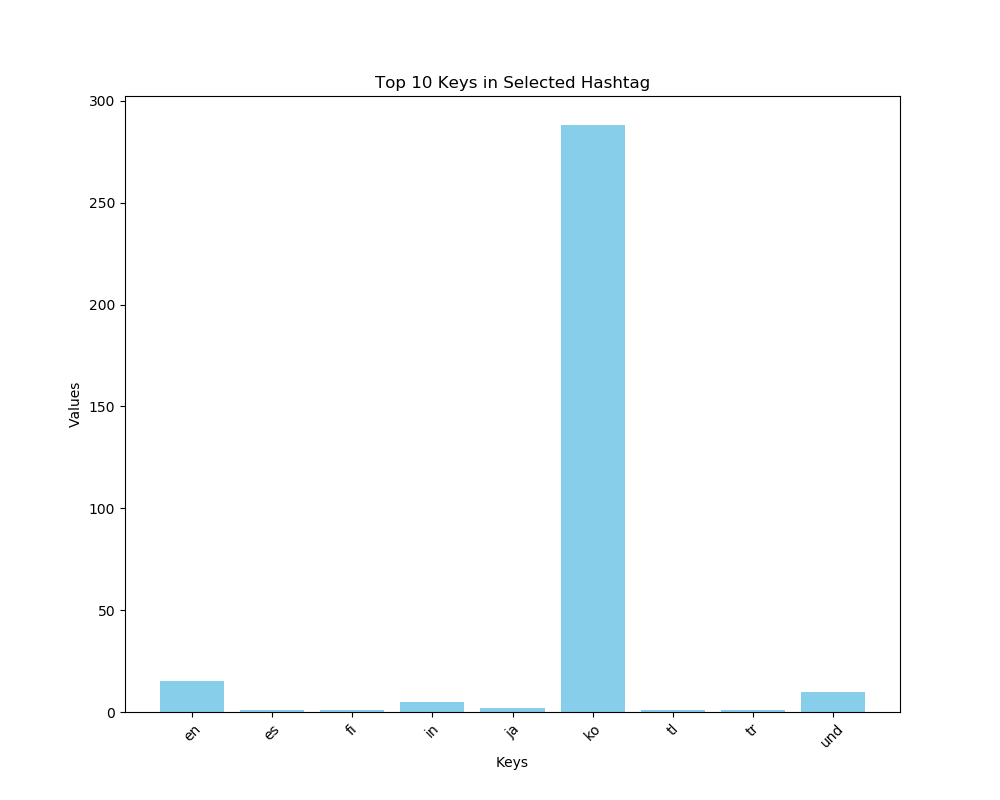 Top 10 Keys in Selected Hashtag
300
250
200
150
100
50
0
Values
en
es
fi
in
ja
ko
tl
tr
und
Keys